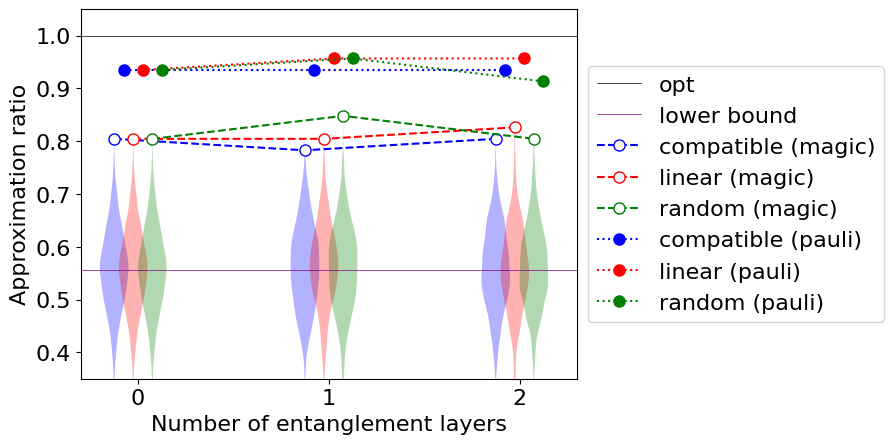 1.0
0.9
0.8
0.7
0.6
0.5
0.4
Approximation ratio
0 1 2
Number of entanglement layers
opt
lower bound
compatible (magic)
linear (magic)
random (magic)
compatible (pauli)
linear (pauli)
random (pauli)